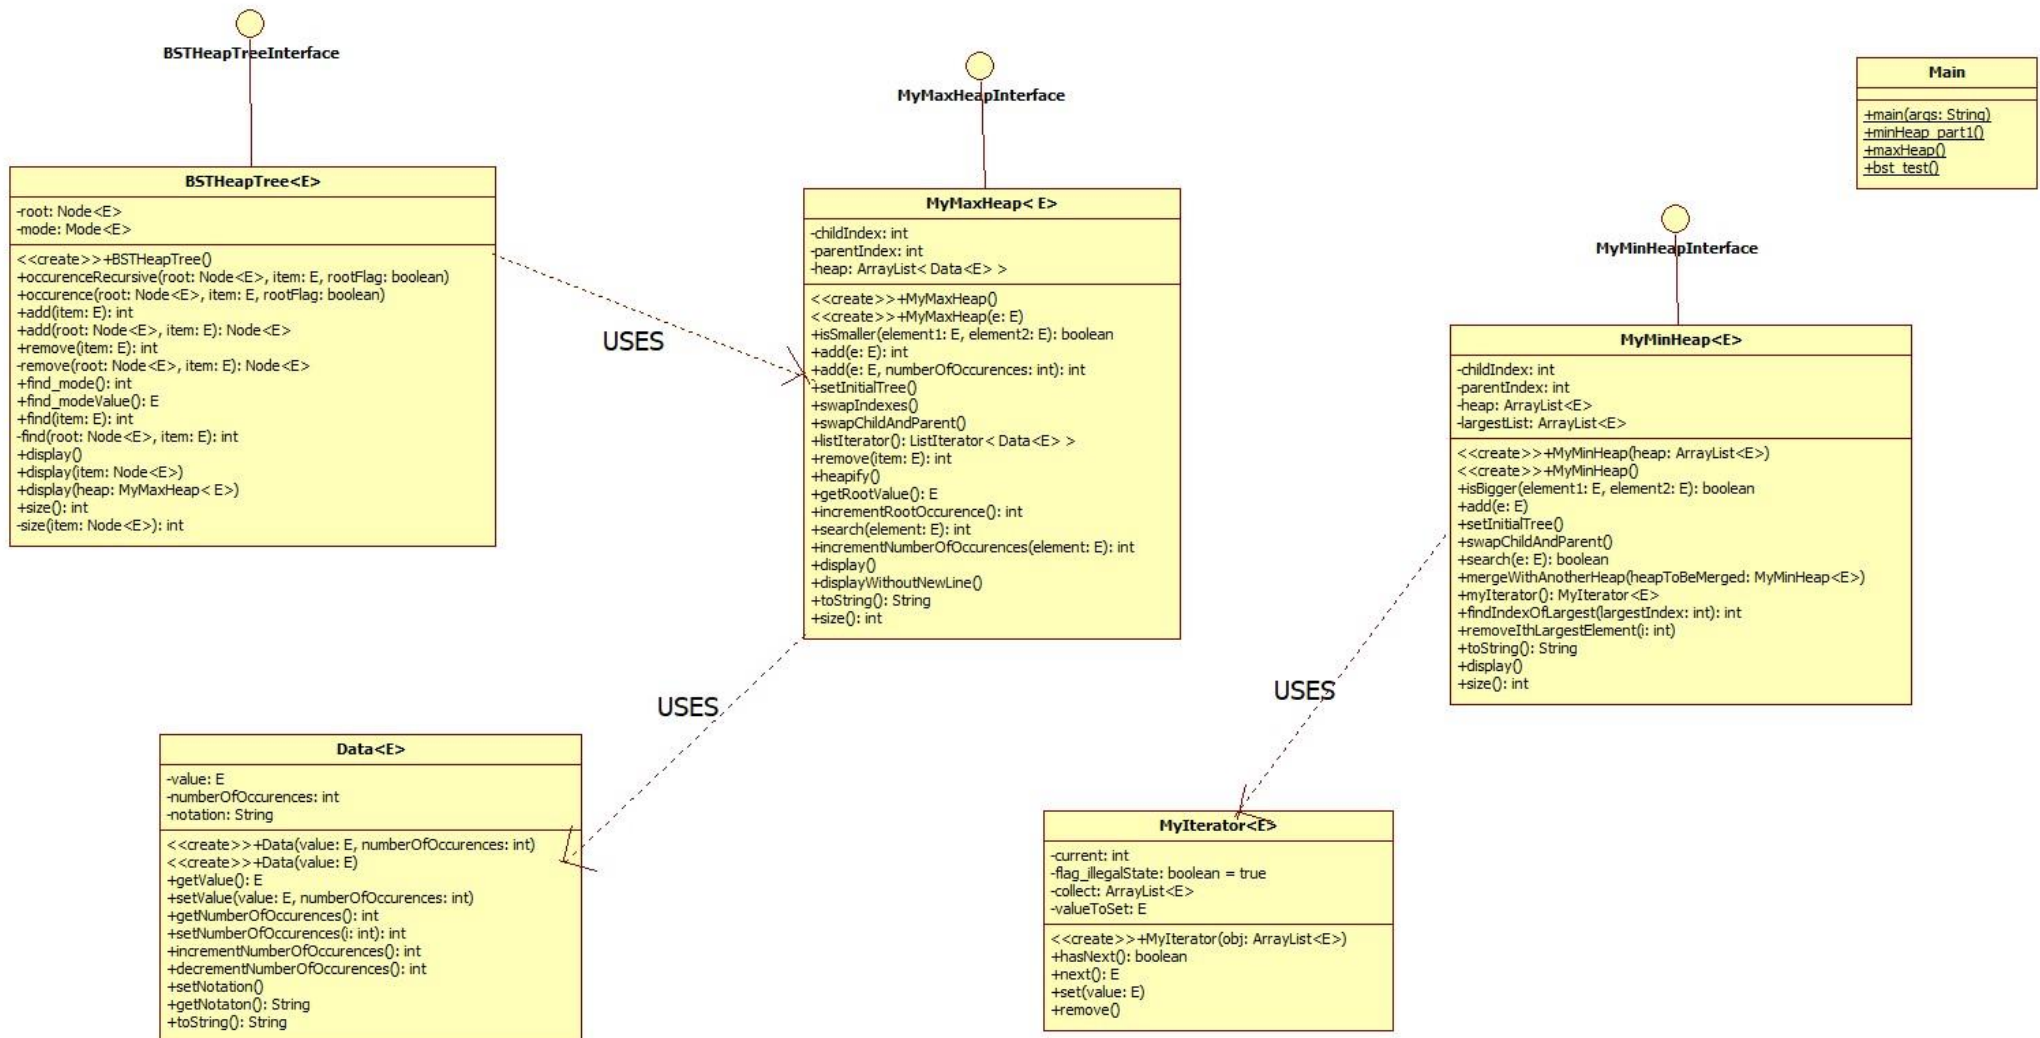 BSTHeapTreeInterface
BSTHeapTree<E>
-root: Node<E>
-mode: Mode<E>
<<create>>+BSTHeapTree()
+occurenceRecursive(root: Node<E>, item: E, rootFlag: boolean)
+occurence(root: Node<E>, item: E, rootFlag: boolean)
+add(item: E): int
+add(root: Node<E>, item: E): Node<E>
+remove(item: E): int
-remove(root: Node<E>, item: E): Node<E>
+find_mode(): int
+find_modeValue(): E
+find(item: E): int
-find(root: Node<E>, item: E): int
+display()
+display(item: Node<E>)
+display(heap: MyMaxHeap< E>)
+size(): int
-size(item: Node<E>): int
USES
MyMaxHeapInterface
MyMaxHeap< E>
-childIndex: int
-parentIndex: int
-heap: ArrayList< Data<E> >
<<create>>+MyMaxHeap()
<<create>>+MyMaxHeap(e: E)
+isSmaller(element1: E, element2: E): boolean
+add(e: E): int
+add(e: E, numberOfOccurences: int): int
+setInitialTree()
+swapIndexes()
+swapChildAndParent()
+listIterator(): ListIterator< Data<E> >
+remove(item: E): int
+heapify()
+getRootValue(): E
+incrementRootOccurence(): int
+search(element: E): int
+incrementNumberOfOccurences(element: E): int
+display()
+displayWithoutNewLine()
+toString(): String
+size(): int
Main
+main(args: String)
+minHeap_part1()
+maxHeap()
+bst_test()
MyMinHeapInterface
MyMinHeap<E>
-childIndex: int
-parentIndex: int
-heap: ArrayList<E>
-largestList: ArrayList<E>
<<create>>+MyMinHeap(heap: ArrayList<E>)
<<create>>+MyMinHeap()
+isBigger(element1: E, element2: E): boolean
+add(e: E)
+setInitialTree()
+swapChildAndParent()
+search(e: E): boolean
+mergeWithAnotherHeap(heapToBeMerged: MyMinHeap<E>)
+myIterator(): MyIterator<E>
+findIndexOfLargest(largestIndex: int): int
+removeIthLargestElement(i: int)
+toString(): String
+display()
+size(): int
USES
USES
Data<E>
-value: E
-numberOfOccurences: int
-notation: String
<<create>>+Data(value: E, numberOfOccurences: int)
<<create>>+Data(value: E)
+getValue(): E
+setValue(value: E, numberOfOccurences: int)
+getNumberOfOccurences(): int
+setNumberOfOccurences(i: int): int
+incrementNumberOfOccurences(): int
+decrementNumberOfOccurences(): int
+setNotation()
+getNotaton(): String
+toString(): String
MyIterator<E>
-current: int
-flag_illegalState: boolean = true
-collect: ArrayList<E>
-valueToSet: E
<<create>>+MyIterator(obj: ArrayList<E>)
+hasNext(): boolean
+next(): E
+set(value: E)
+remove()